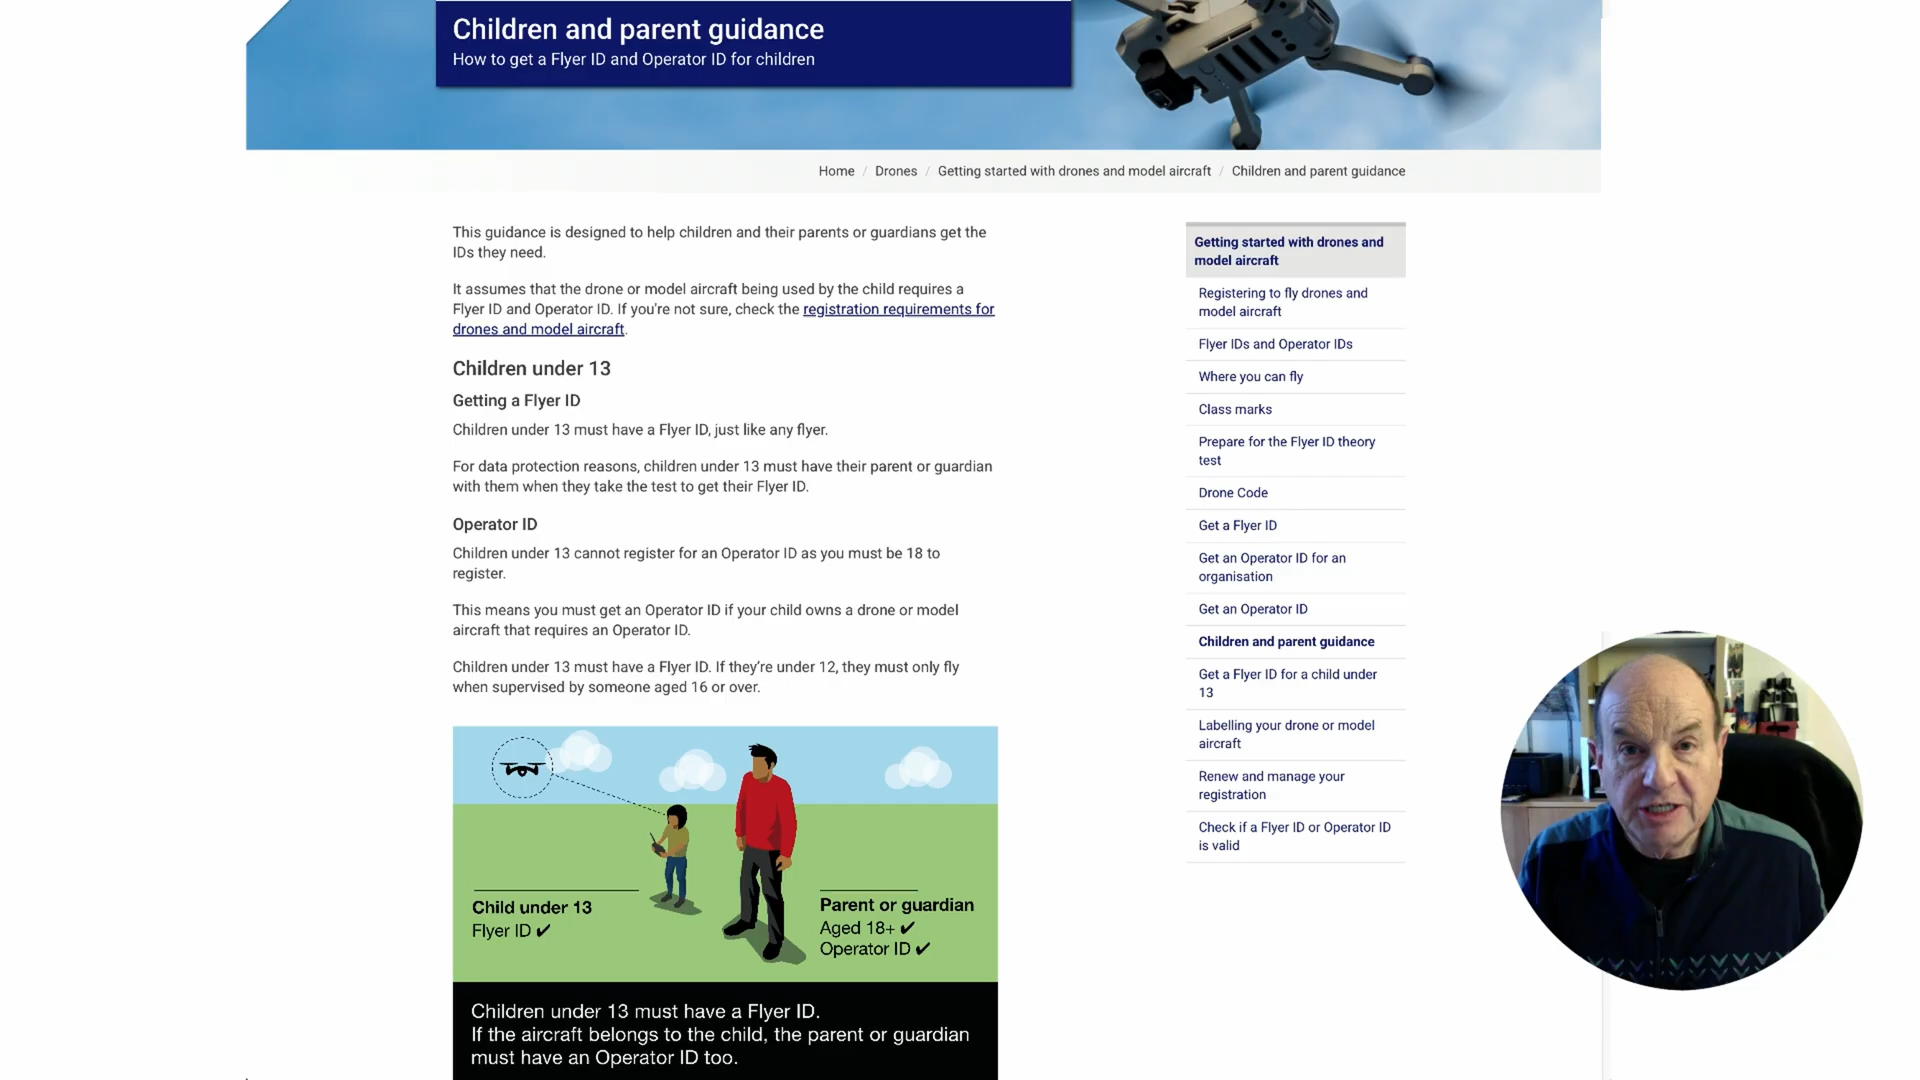 Children and parent guidance
How to get a Flyer ID and Operator ID for children
Home / Drones / Getting started with drones and model aircraft / Children and parent guidance
This guidance is designed to help children and their parents or guardians get the
IDs they need.
It assumes that the drone or model aircraft being used by the child requires a
Flyer ID and Operator ID. If you're not sure, check the registration requirements for
drones and model aircraft.
Children under 13
Getting a Flyer ID
Children under 13 must have a Flyer ID, just like any flyer.
For data protection reasons, children under 13 must have their parent or guardian
with them when they take the test to get their Flyer ID.
Operator ID
Children under 13 cannot register for an Operator ID as you must be 18 to
register.
This means you must get an Operator ID if your child owns a drone or model
aircraft that requires an Operator ID.
Children under 13 must have a Flyer ID. If they're under 12, they must only fly
when supervised by someone aged 16 or over.
Child under 13
Flyer ID ✔
Parent or guardian
Aged 18+ ✔
Operator ID ✔
Children under 13 must have a Flyer ID.
If the aircraft belongs to the child, the parent or guardian
must have an Operator ID too.
Getting started with drones and
model aircraft
Registering to fly drones and
model aircraft
Flyer IDs and Operator IDs
Where you can fly
Class marks
Prepare for the Flyer ID theory
test
Drone Code
Get a Flyer ID
Get an Operator ID for an
organisation
Get an Operator ID
Children and parent guidance
Get a Flyer ID for a child under
13
Labelling your drone or model
aircraft
Renew and manage your
registration
Check if a Flyer ID or Operator ID
is valid